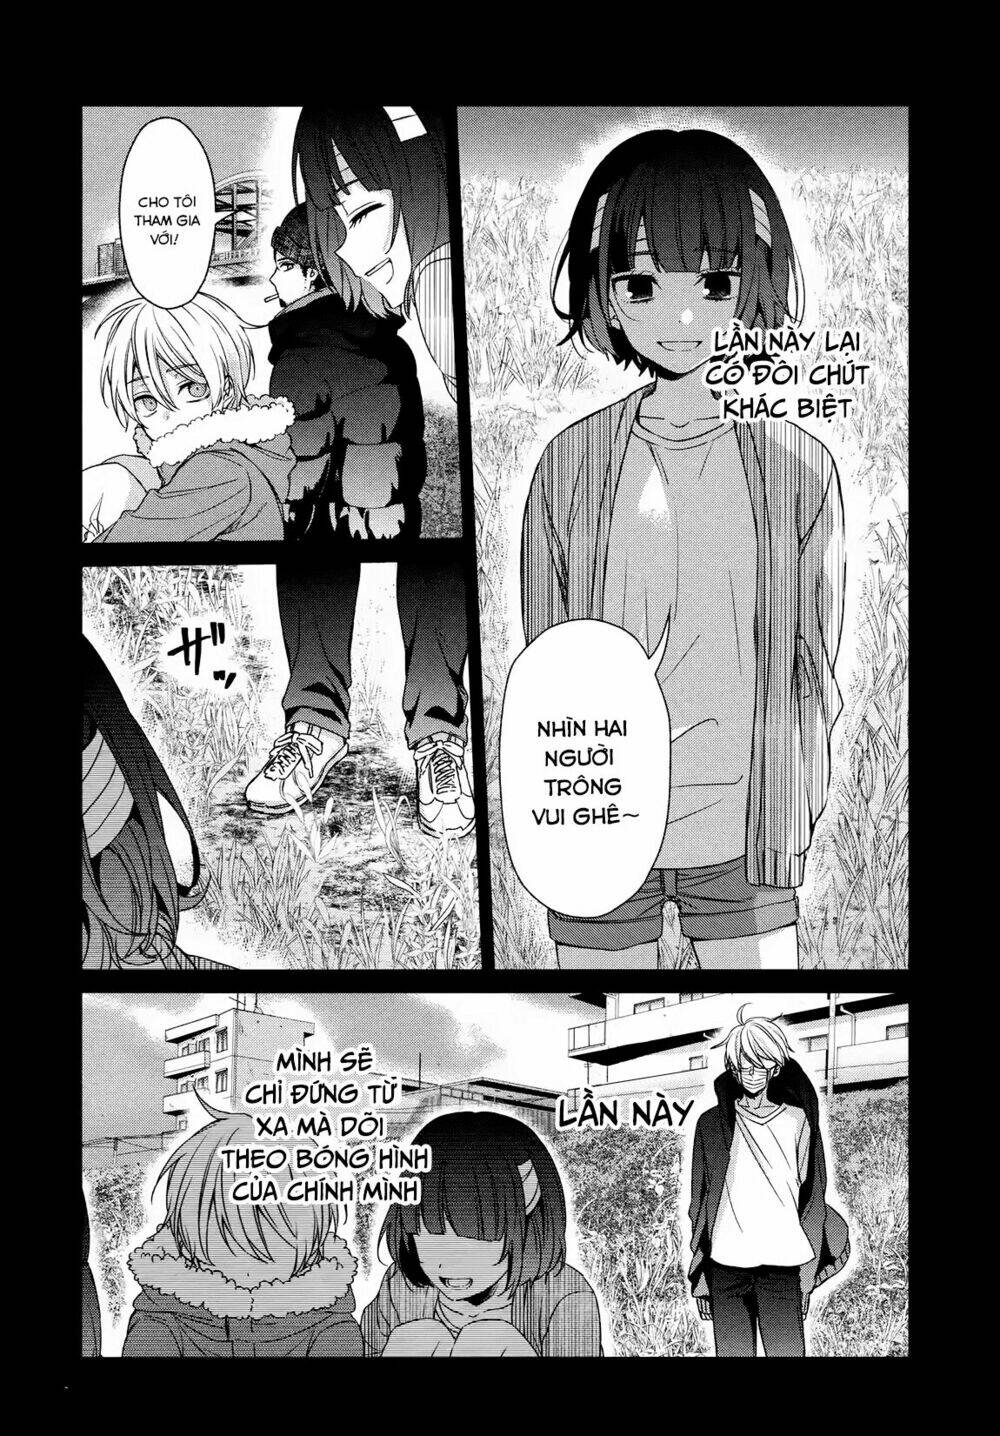 LẦN NÀY LẠI
CÓ ĐÔI CHÚT
KHÁC BIỆT
NHÌN HAI
NGƯỜI
TRÔNG
VUI GHÊ~
CHO TÔI
THAM GIA
VỚI!
ザッ
LẦN NÀY
MÌNH SẼ
CHỈ ĐỨNG TỪ
XA MÀ DÕI
THEO BÓNG HÌNH
CỦA CHÍNH MÌNH